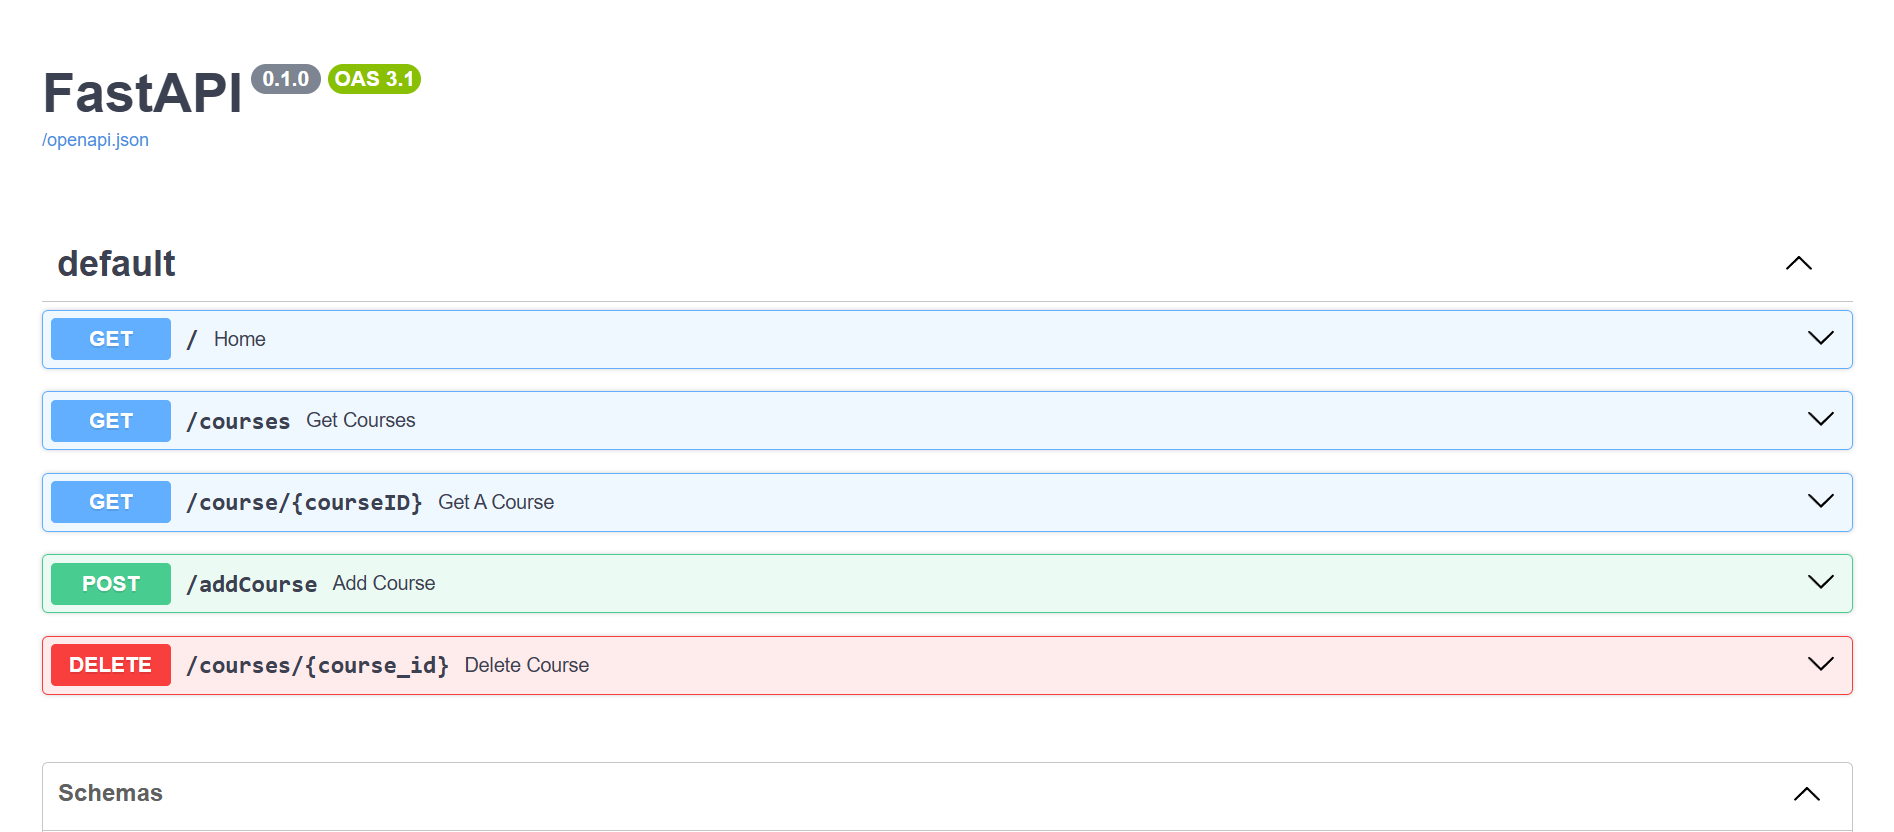 FastAPI 0.1.0 OAS 3.1
/openapi.json
default
GET / Home
GET /courses Get Courses
GET /course/{courseID} Get A Course
POST /addCourse Add Course
DELETE /courses/{course_id} Delete Course
Schemas